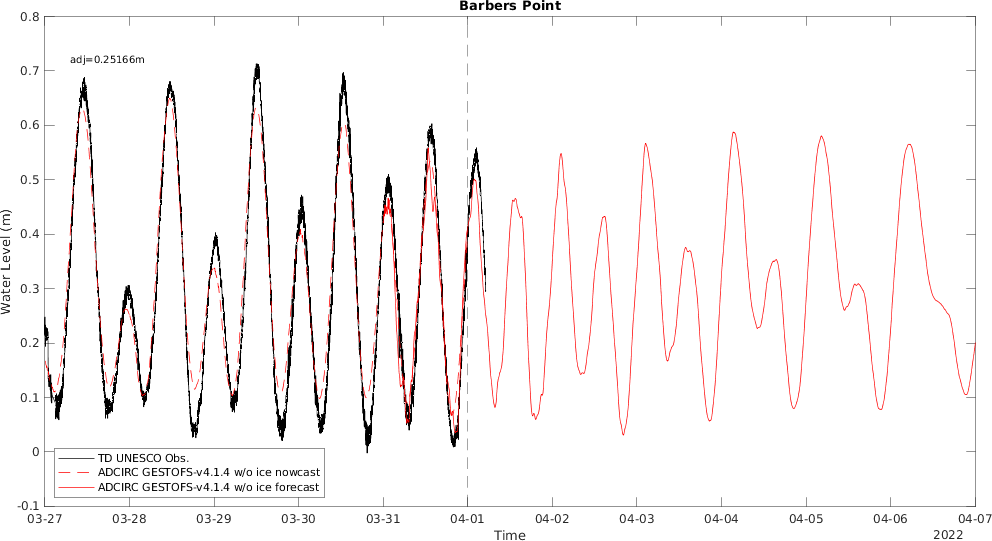 Barbers Point
adj=0.25166m
Water Level (m)
0.8
0.7
0.6
0.5
0.4
0.3
0.2
0.1
0
-0.1
TD UNESCO Obs.
ADCIRC GESTOFS-v4.1.4 w/o ice nowcast
ADCIRC GESTOFS-v4.1.4 w/o ice forecast
03-27 03-28 03-29 03-30 03-31 04-01 04-02 04-03 04-04 04-05 04-06 04-07
Time
2022